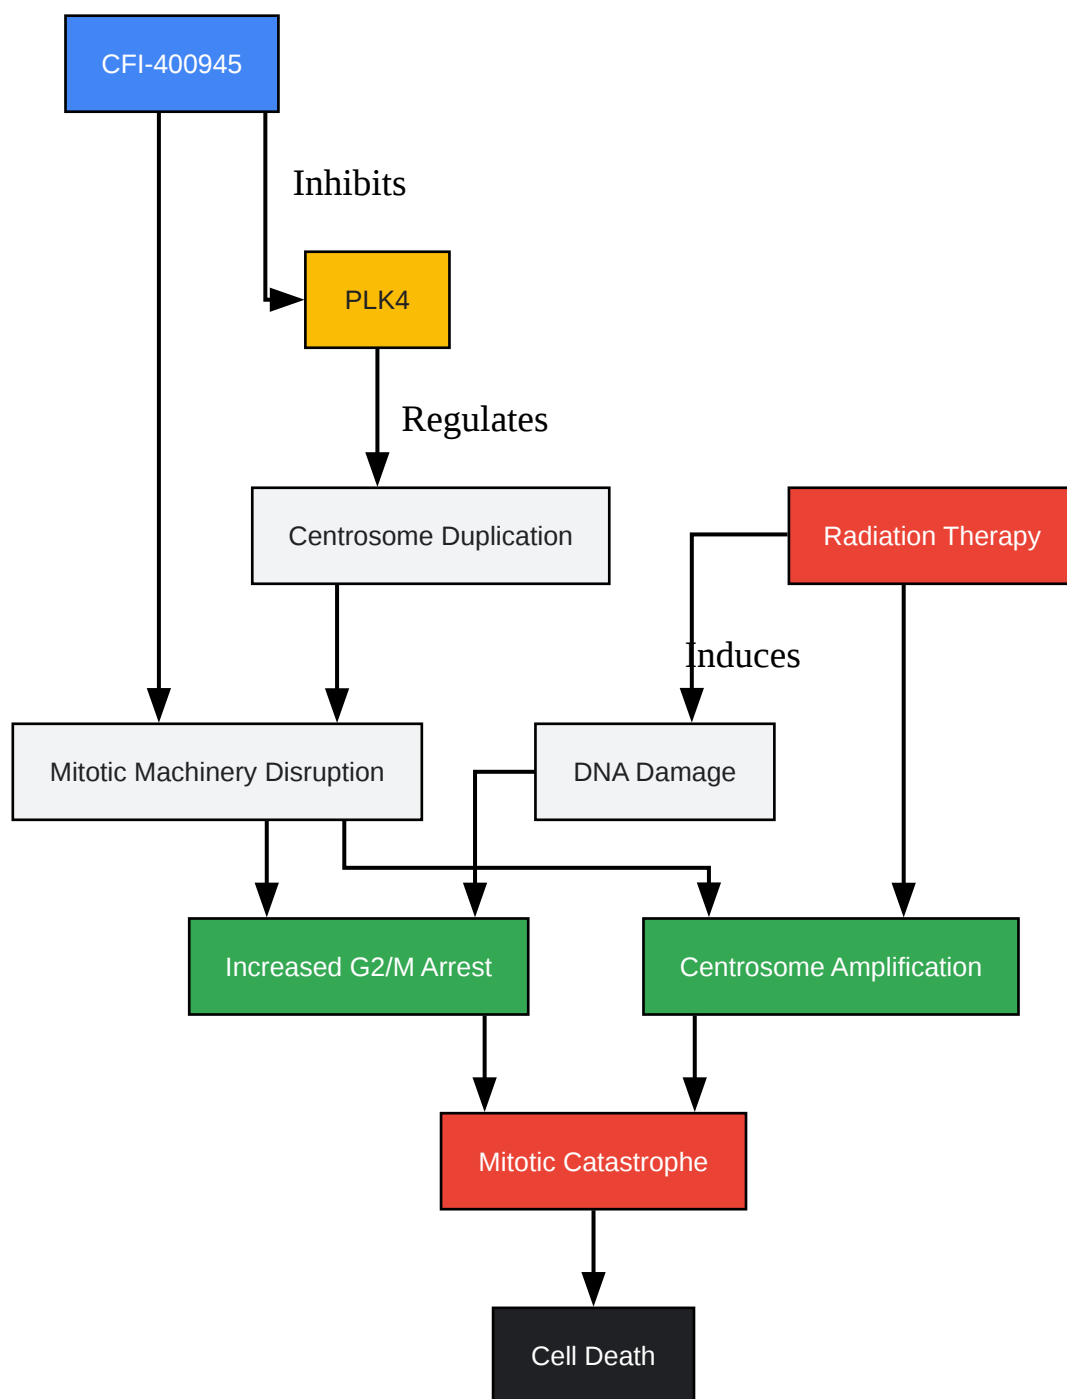 CFI-400945
Inhibits
PLK4
Regulates
Centrosome Duplication
Radiation Therapy
Induces
Mitotic Machinery Disruption
DNA Damage
Increased G2/M Arrest
Centrosome Amplification
Mitotic Catastrophe
Cell Death